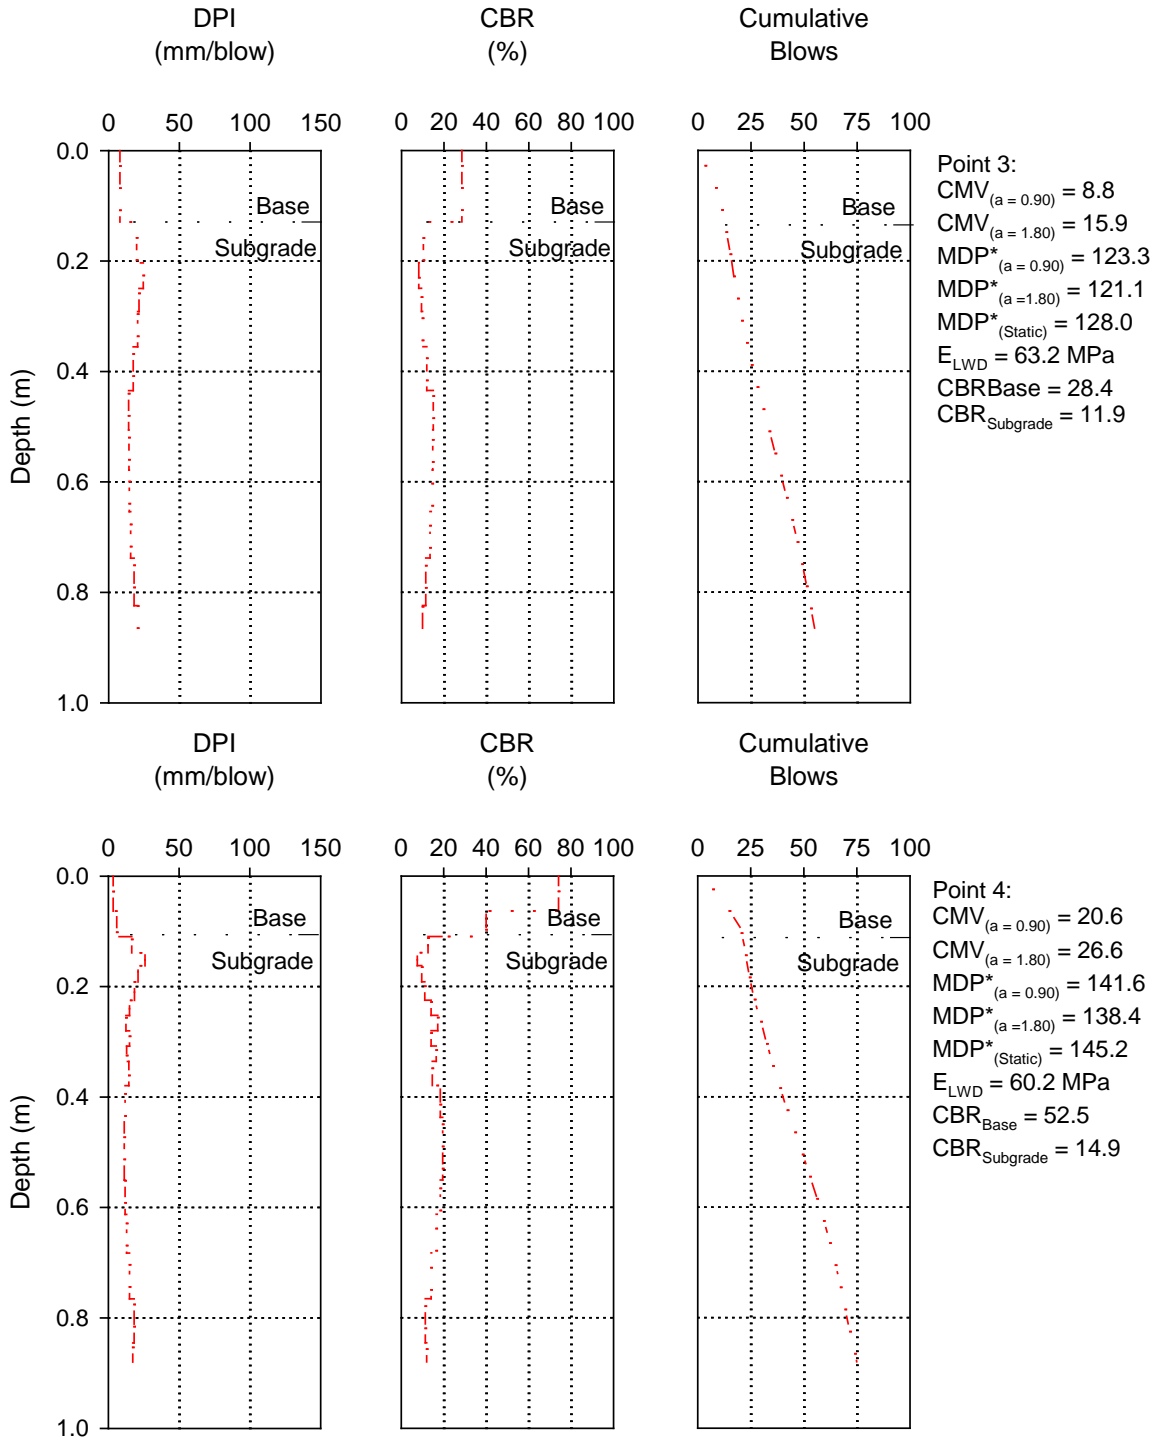 DPI
(mm/blow)
CBR
(%)
Cumulative
Blows
0 50 100 150
0 20 40 60 80 100
0 25 50 75 100
0.0
0.2
0.4
0.6
0.8
1.0
Depth (m)
Base
Subgrade
Base
Subgrade
Base
Subgrade
Point 3:
CMV(a = 0.90) = 8.8
CMV(a = 1.80) = 15.9
MDP*(a = 0.90) = 123.3
MDP*(a =1.80) = 121.1
MDP*(Static) = 128.0
ELWD = 63.2 MPa
CBRBase = 28.4
CBRSubgrade = 11.9
DPI
(mm/blow)
CBR
(%)
Cumulative
Blows
0 50 100 150
0 20 40 60 80 100
0 25 50 75 100
0.0
0.2
0.4
0.6
0.8
1.0
Depth (m)
Base
Subgrade
Base
Subgrade
Base
Subgrade
Point 4:
CMV(a = 0.90) = 20.6
CMV(a = 1.80) = 26.6
MDP*(a = 0.90) = 141.6
MDP*(a =1.80) = 138.4
MDP*(Static) = 145.2
ELWD = 60.2 MPa
CBRBase = 52.5
CBRSubgrade = 14.9